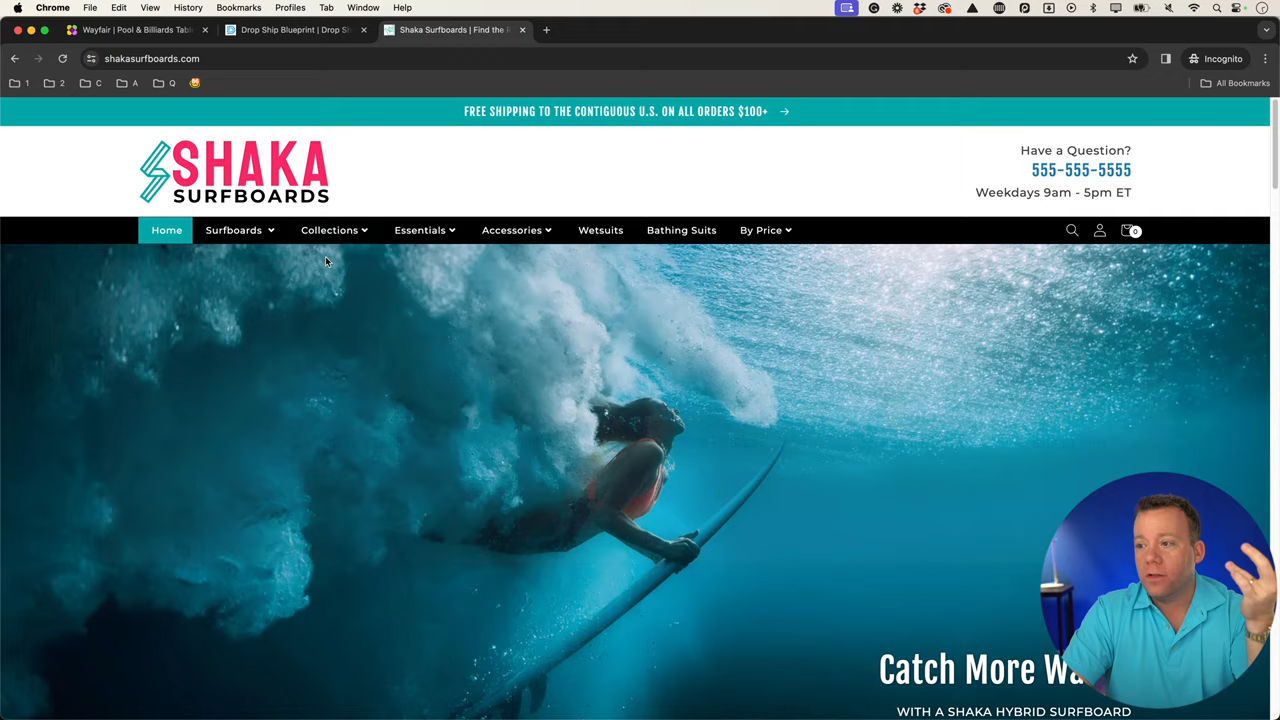 Chrome File Edit View History Bookmarks Profiles Tab Window Help
Wayfair | Pool & Billiards Tabl
Drop Ship Blueprint | Drop Sh
Shaka Surfboards | Find the R
shakasurfboards.com
Incognito
1 2 C A Q
All Bookmarks
FREE SHIPPING TO THE CONTIGUOUS U.S. ON ALL ORDERS $100+
SHAKA
SURFBOARDS
Have a Question?
555-555-5555
Weekdays 9am - 5pm ET
Home Surfboards Collections Essentials Accessories Wetsuits Bathing Suits By Price 0
Catch More
WITH A SHAKA HYBRID SURFBOARD